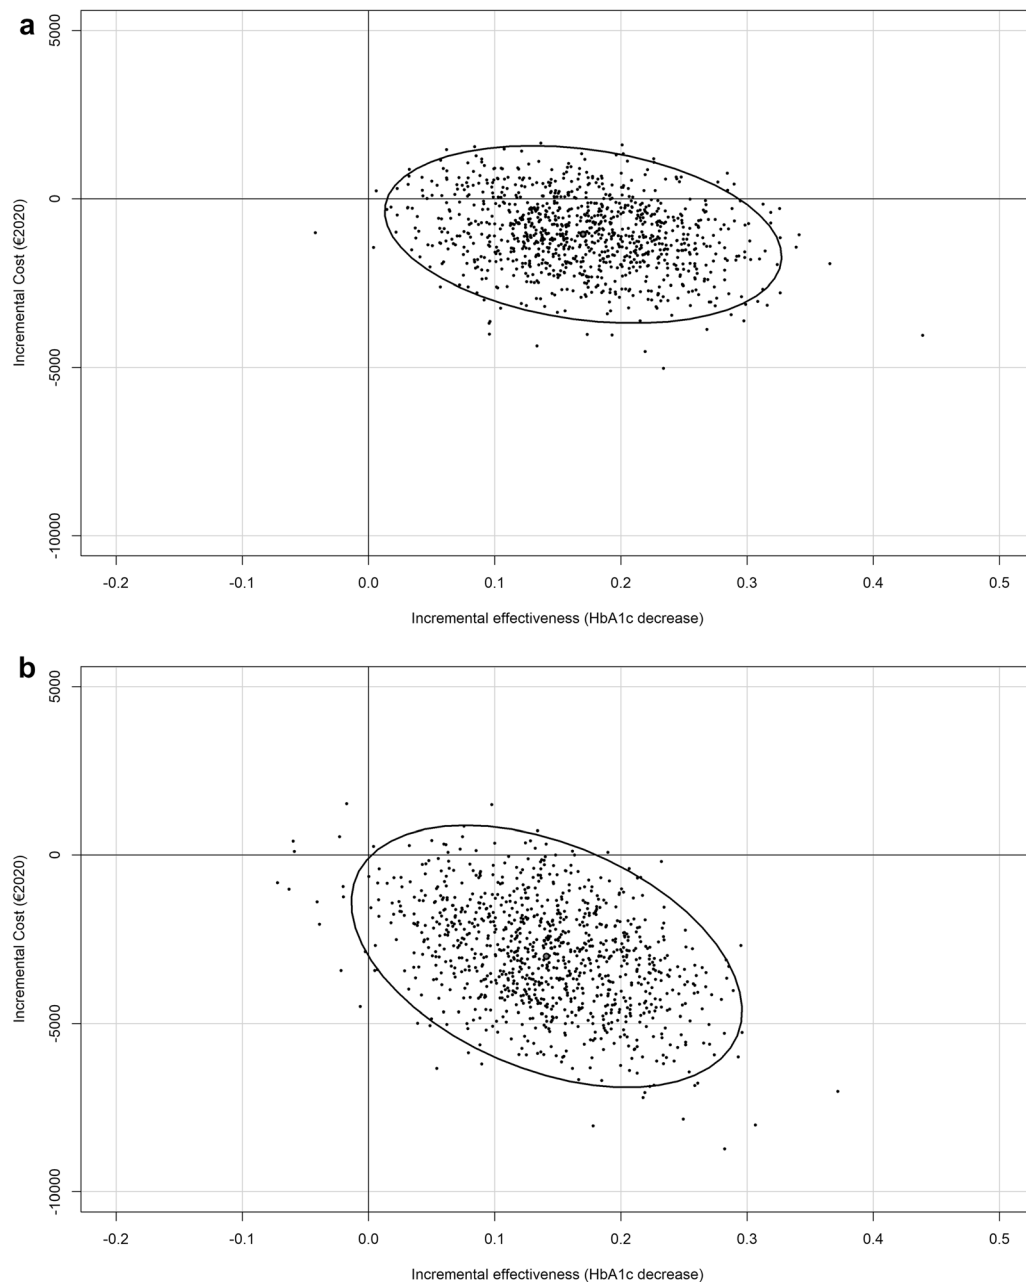 a
5000
0
-5000
-10000
Incremental Cost (€2020)
-0.2 -0.1 0.0 0.1 0.2 0.3 0.4 0.5
Incremental effectiveness (HbA1c decrease)
b
5000
0
-5000
-10000
Incremental Cost (€2020)
-0.2 -0.1 0.0 0.1 0.2 0.3 0.4 0.5
Incremental effectiveness (HbA1c decrease)